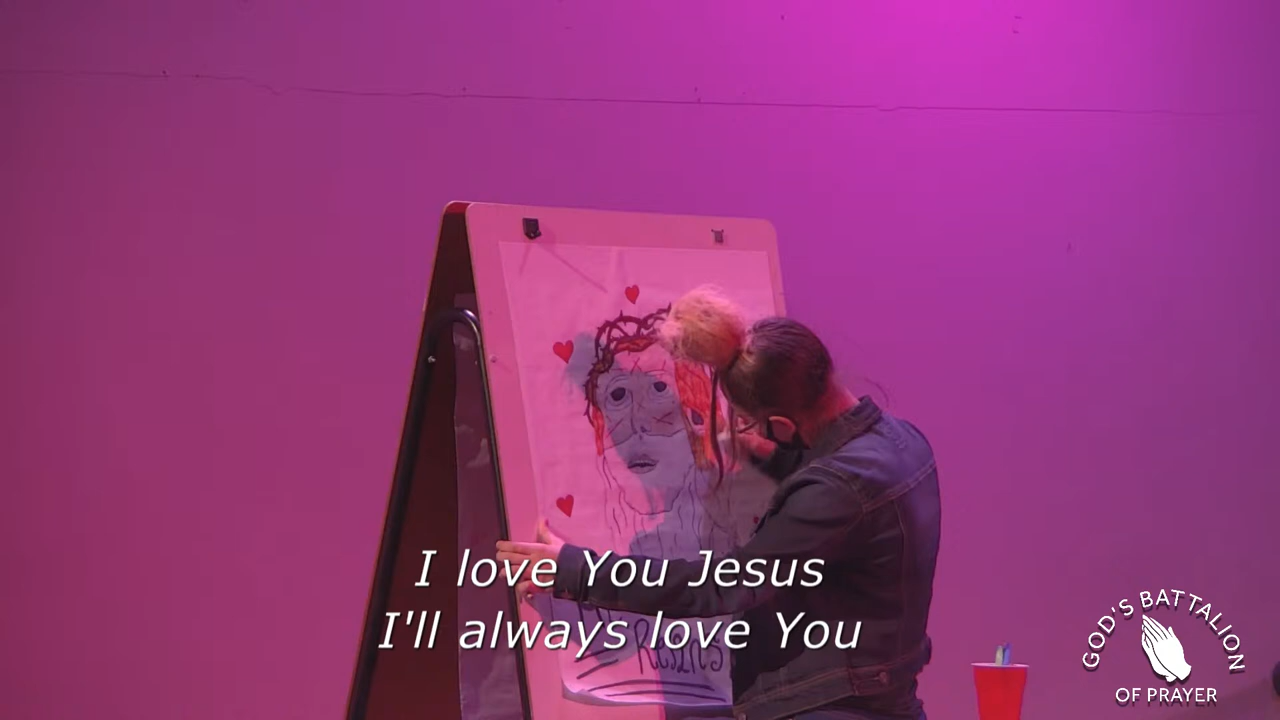 I love You Jesus
I'll always love You
GOD'S BATTALION
OF PRAYER